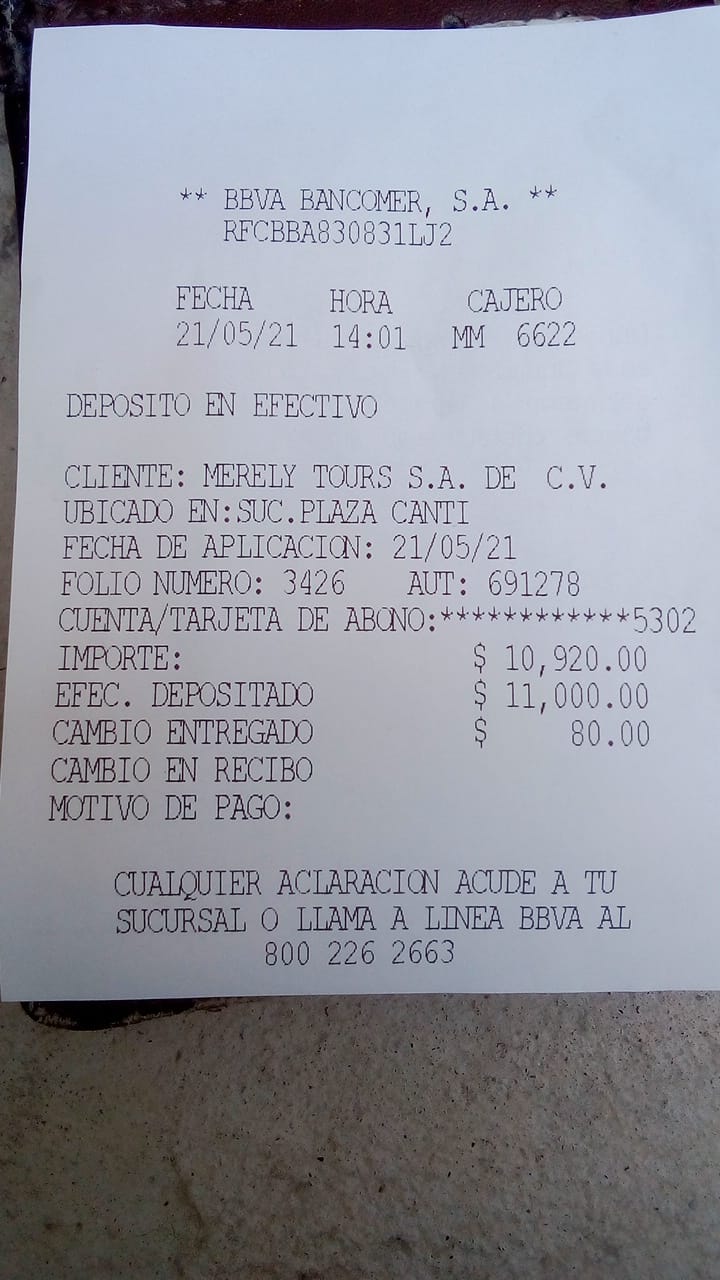 ** BBVA BANCOMER, S.A. **
RFCBBA830831LJ2
FECHA HORA CAJERO
21/05/21 14:01 MM 6622
DEPOSITO EN EFECTIVO
CLIENTE: MERELY TOURS S.A. DE C.V.
UBICADO EN:SUC.PLAZA CANTI
FECHA DE APLICACION: 21/05/21
FOLIO NUMERO: 3426 AUT: 691278
CUENTA/TARJETA DE ABONO:************5302
IMPORTE: $ 10,920.00
EFEC. DEPOSITADO $ 11,000.00
CAMBIO ENTREGADO $ 80.00
CAMBIO EN RECIBO
MOTIVO DE PAGO:
CUALQUIER ACLARACION ACUDE A TU
SUCURSAL O LLAMA A LINEA BBVA AL
800 226 2663